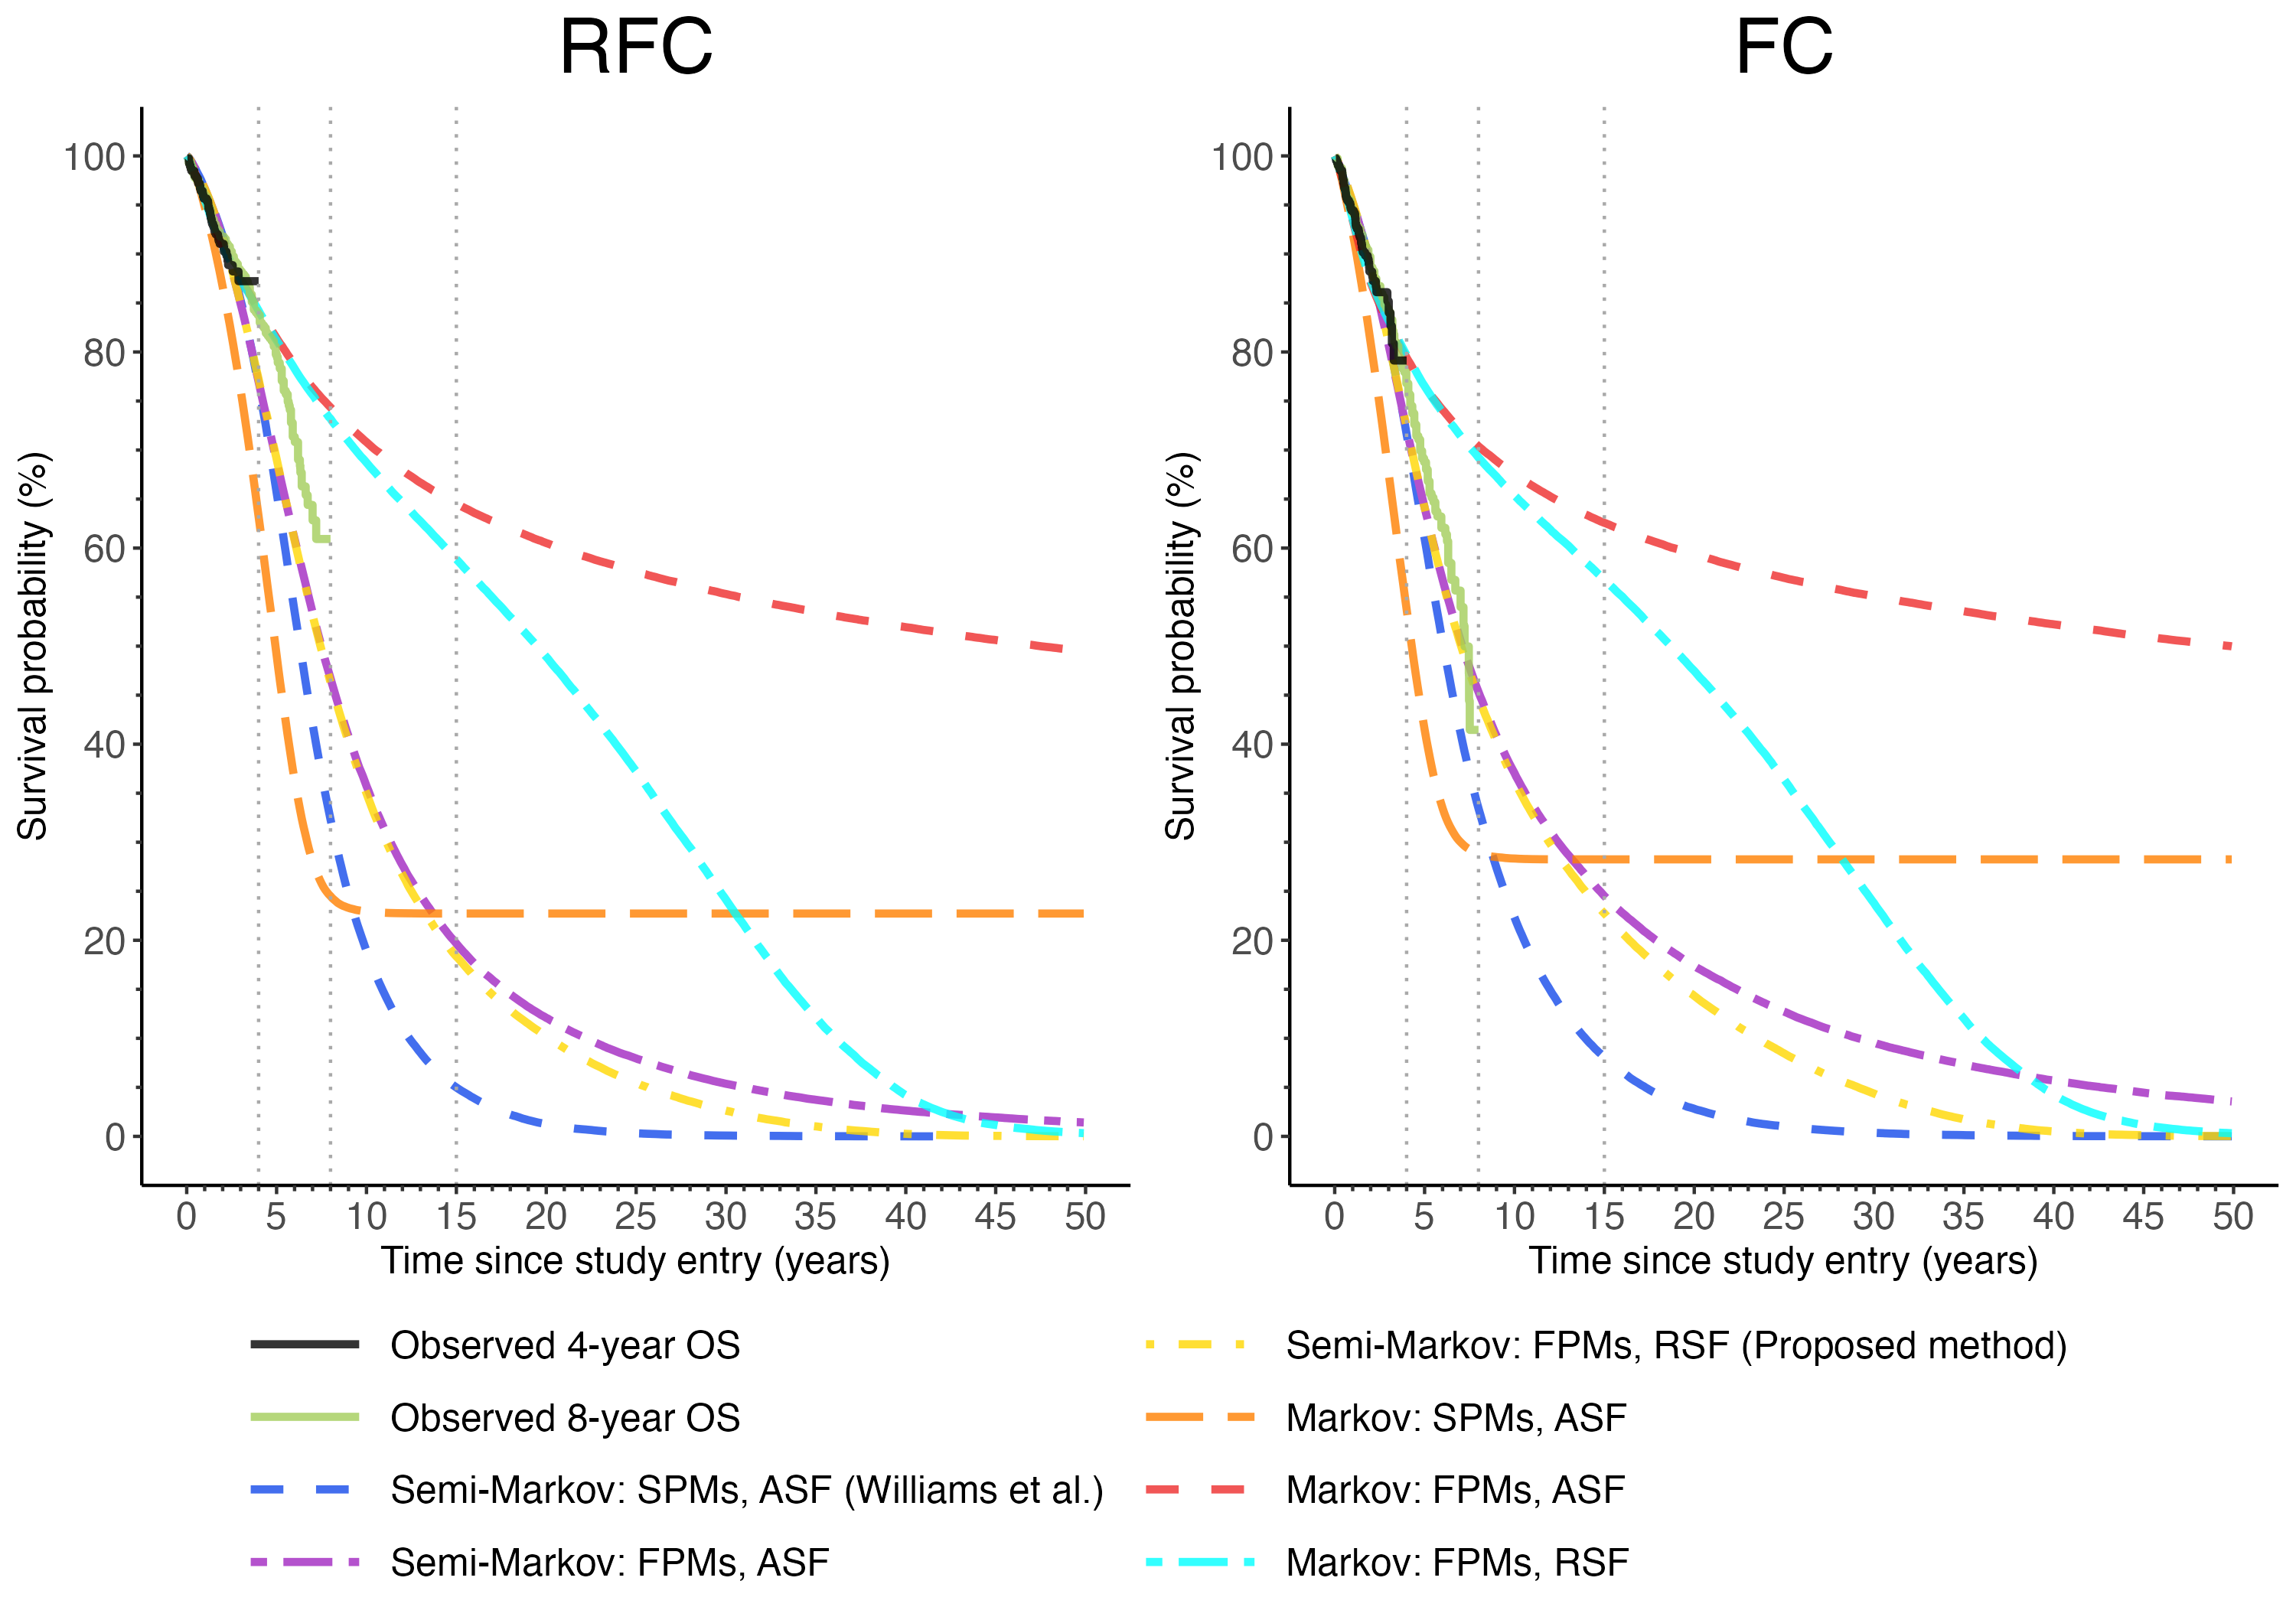 RFC
FC
Survival probability (%)
100
80
60
40
20
0
0 5 10 15 20 25 30 35 40 45 50
Time since study entry (years)
Survival probability (%)
100
80
60
40
20
0
0 5 10 15 20 25 30 35 40 45 50
Time since study entry (years)
Observed 4-year OS
Observed 8-year OS
Semi-Markov: SPMs, ASF (Williams et al.)
Semi-Markov: FPMs, ASF
Semi-Markov: FPMs, RSF (Proposed method)
Markov: SPMs, ASF
Markov: FPMs, ASF
Markov: FPMs, RSF